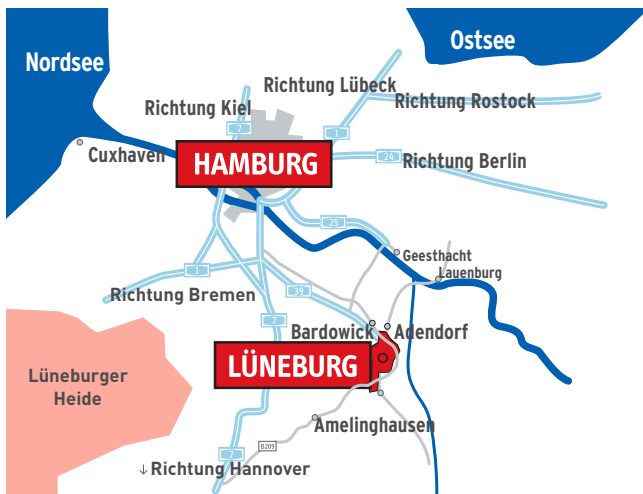 Ostsee
Nordsee
Richtung Lübeck
Richtung Kiel
Richtung Rostock
7
1
Cuxhaven
HAMBURG
24
Richtung Berlin
25
Geesthacht
1
Lauenburg
Richtung Bremen
39
7
Bardowick
Adendorf
LÜNEBURG
Lüneburger
Heide
Amelinghausen
B209
7
↓ Richtung Hannover